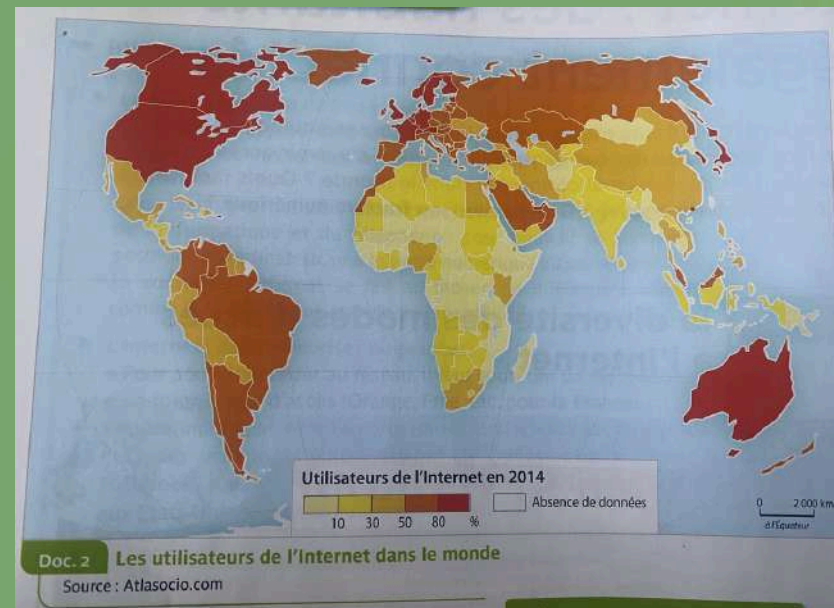 Utilisateurs de l'Internet en 2014
10 30 50 80 %
Absence de données
0 2 000 km
à l'Équateur
Doc. 2 Les utilisateurs de l'Internet dans le monde
Source : Atlasocio.com